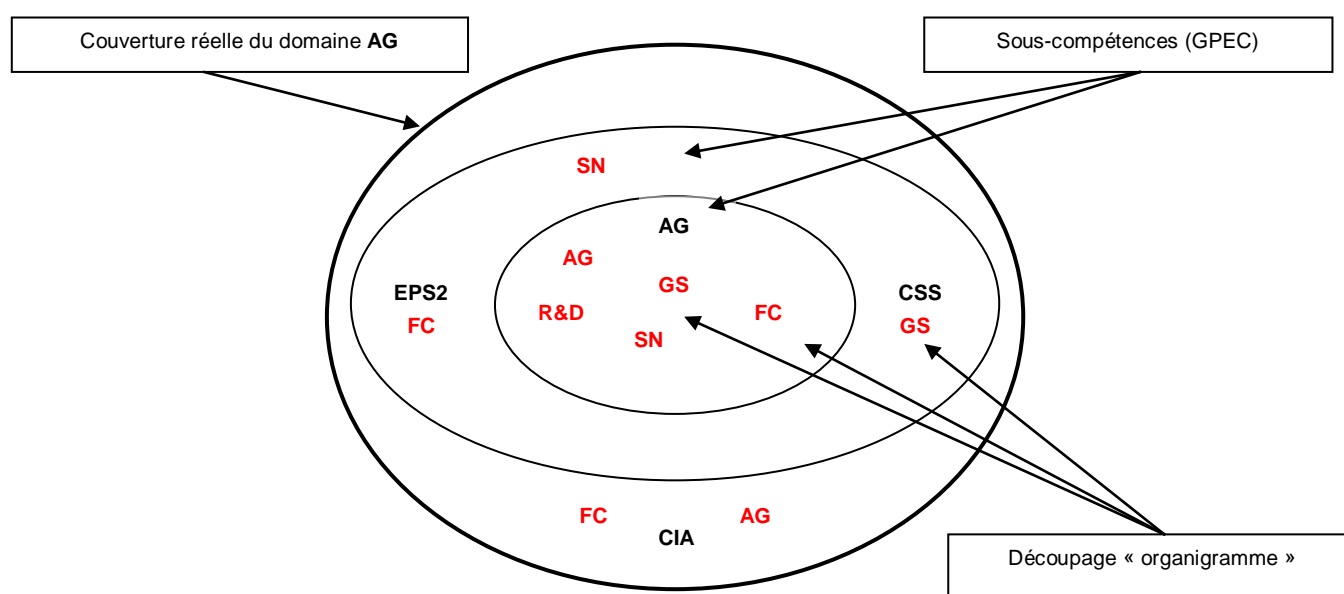 Couverture réelle du domaine AG
Sous-compétences (GPEC)
SN
AG
AG
GS
EPS2
CSS
FC
R&D
FC
GS
SN
FC
AG
CIA
Découpage « organigramme »